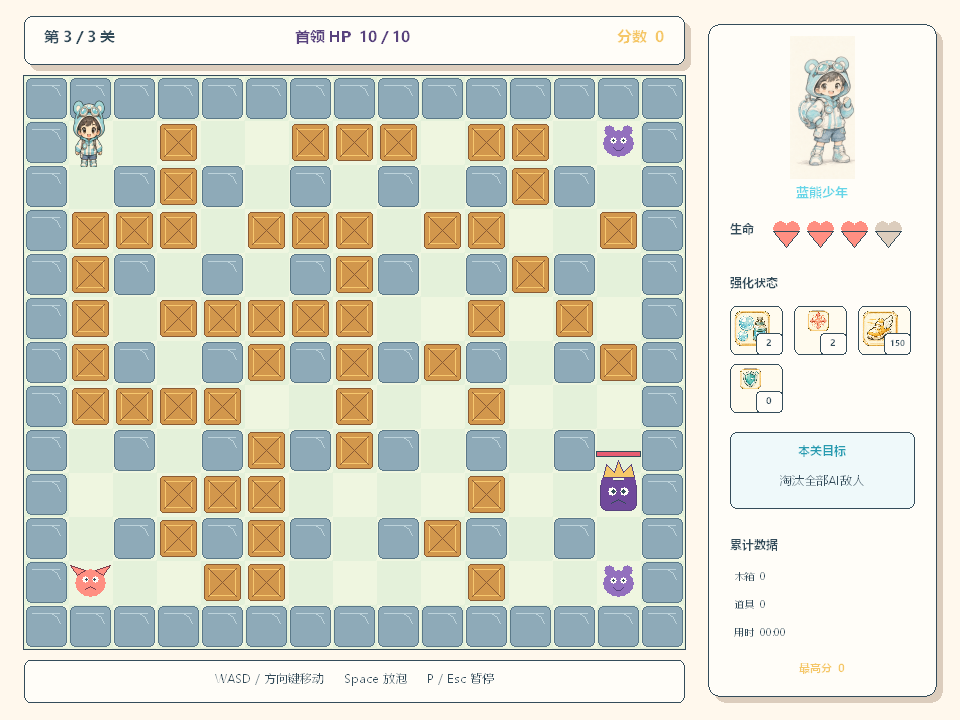 第 3 / 3 关
首领 HP 10 / 10
分数 0
蓝熊少年
生命
强化状态
2
2
150
0
本关目标
淘汰全部AI敌人
累计数据
木箱 0
道具 0
用时 00:00
最高分 0
WASD / 方向键移动 Space 放泡 P / Esc 暂停